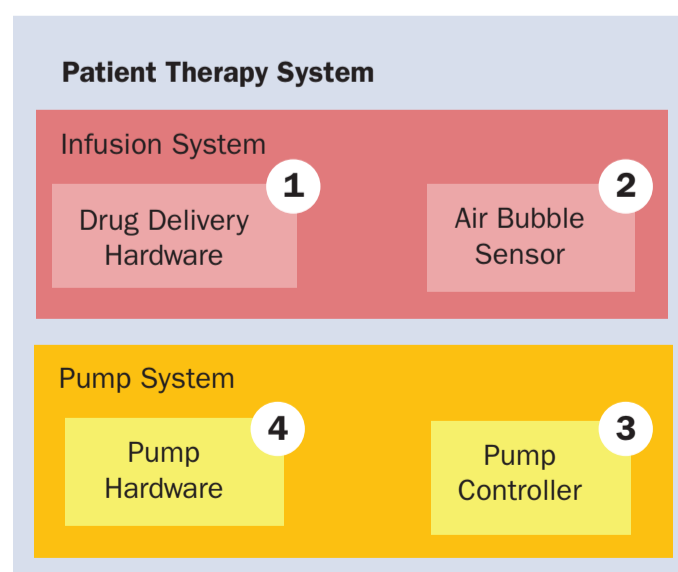 Patient Therapy System
Infusion System
1
2
Drug Delivery
Hardware
Air Bubble
Sensor
Pump System
4
3
Pump
Hardware
Pump
Controller